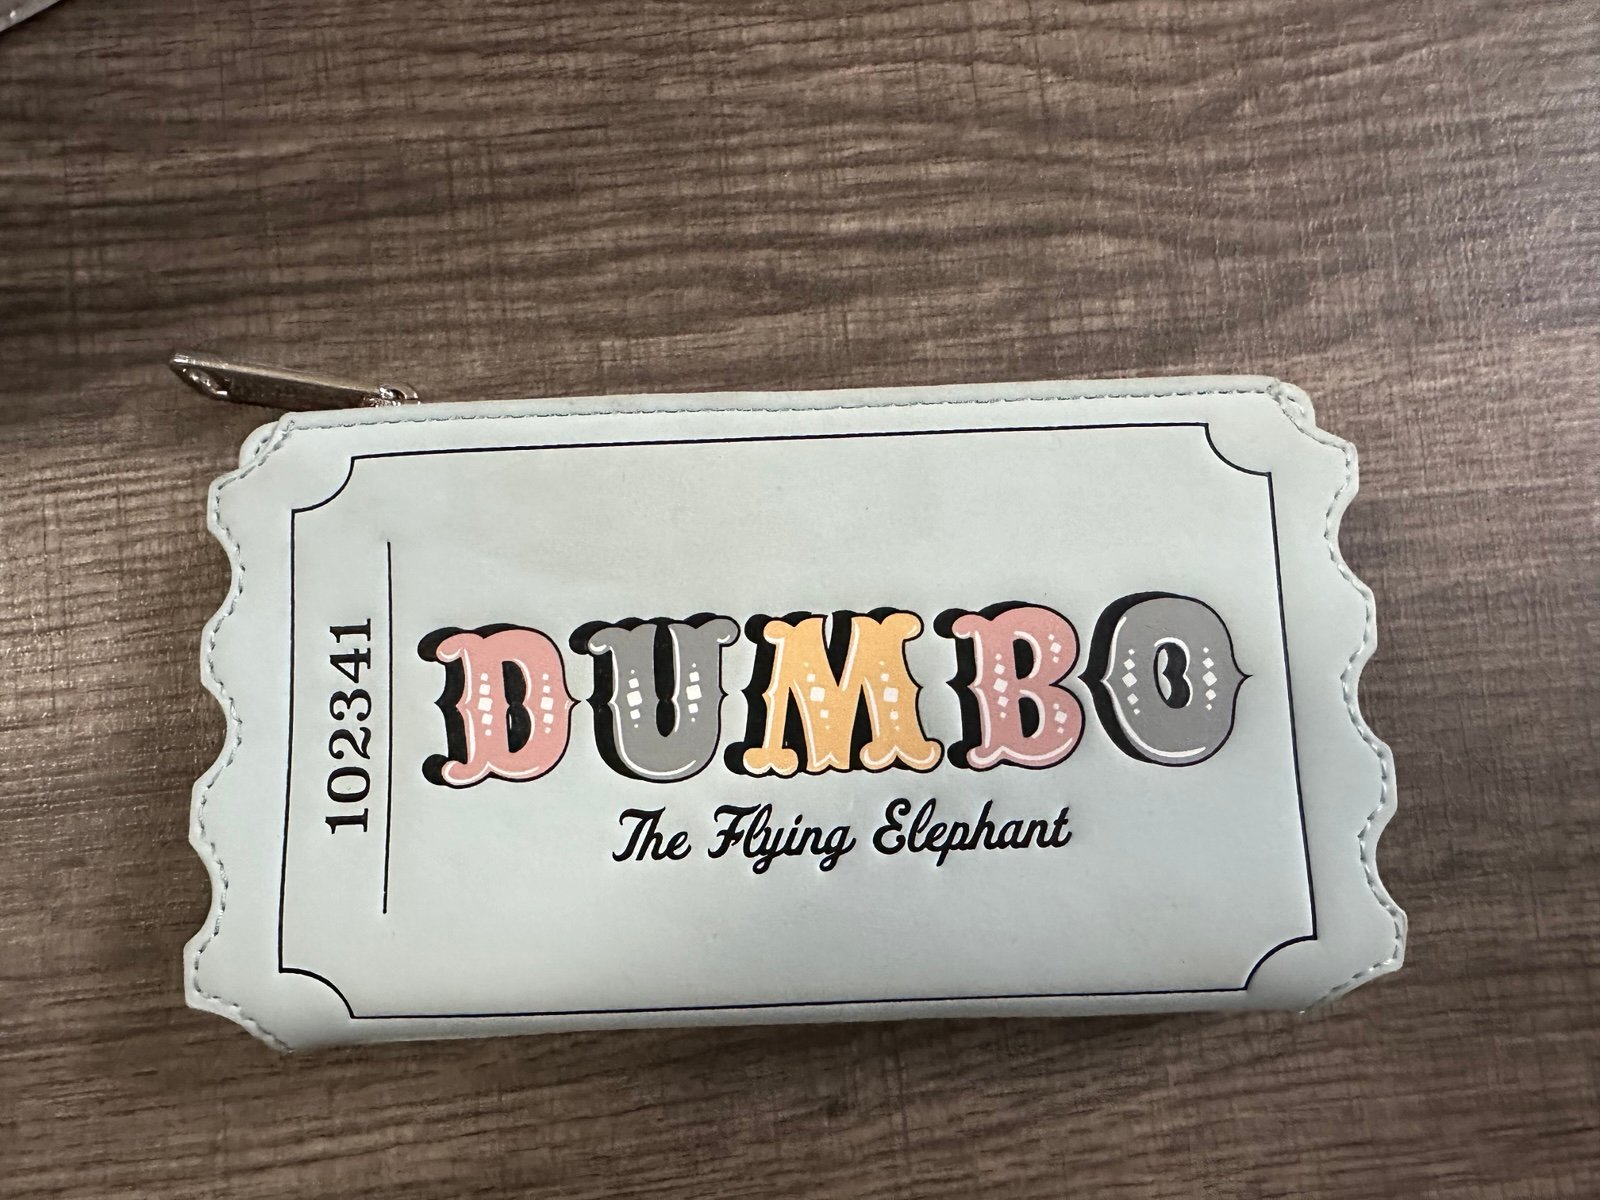 102341
DUMBO
The Flying Elephant